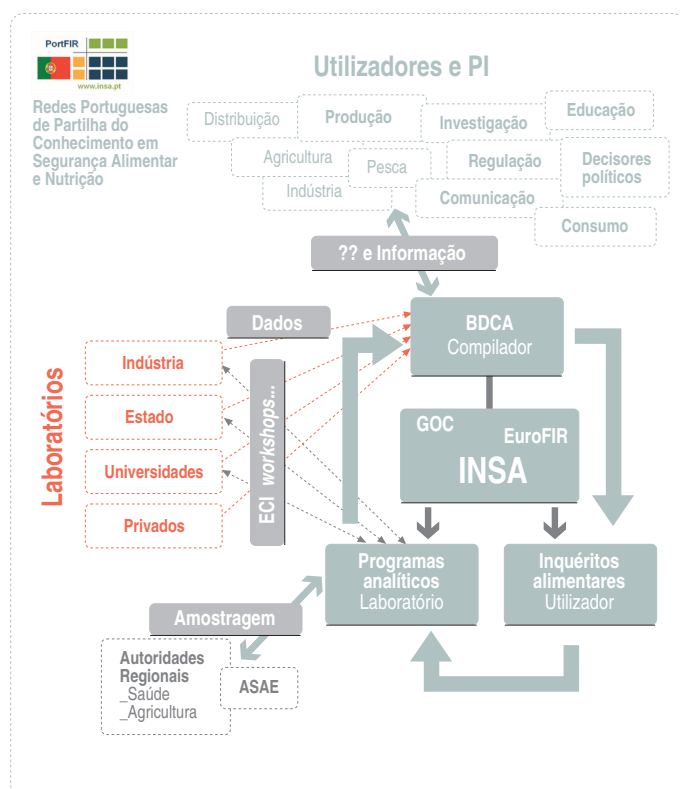 PortFIR
www.insa.pt
Redes Portuguesas
de Partilha do
Conhecimento em
Segurança Alimentar
e Nutrição
Utilizadores e PI
Distribuição
Produção
Investigação
Educação
Agricultura
Pesca
Regulação
Decisores
políticos
Indústria
Comunicação
Consumo
?? e Informação
Dados
BDCA
Compilador
Laboratórios
Indústria
Estado
Universidades
Privados
ECI workshops...
GOC
EuroFIR
INSA
Programas
analíticos
Laboratório
Inquéritos
alimentares
Utilizador
Amostragem
Autoridades
Regionais
_Saúde
_Agricultura
ASAE